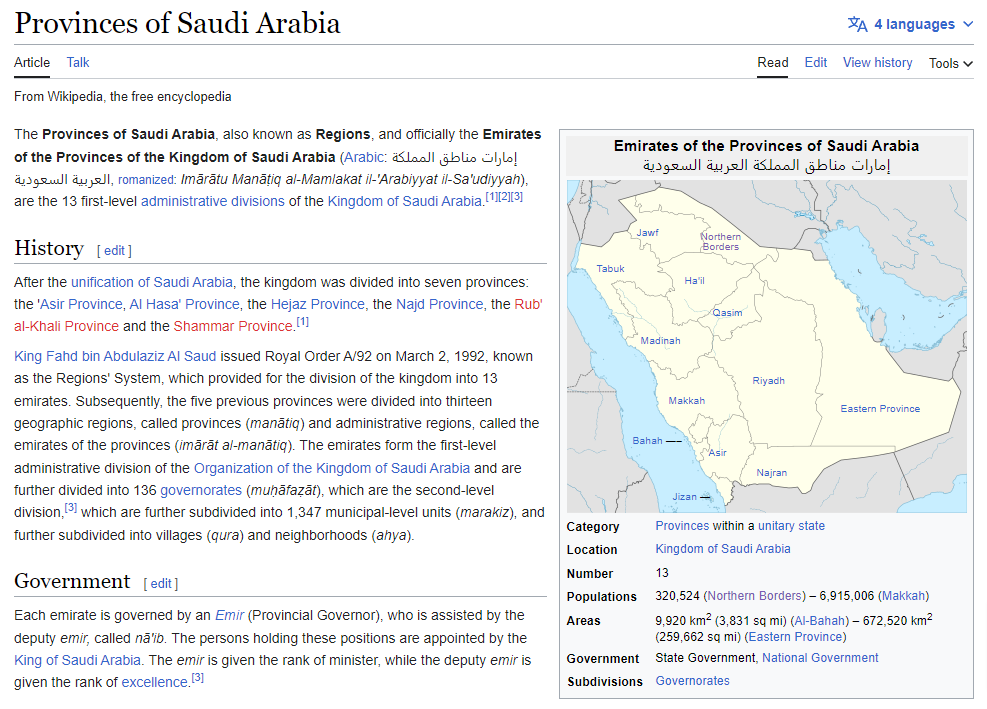 Provinces of Saudi Arabia
4 languages
Article Talk
Read Edit View history Tools
From Wikipedia, the free encyclopedia
The Provinces of Saudi Arabia, also known as Regions, and officially the Emirates
of the Provinces of the Kingdom of Saudi Arabia (Arabic: إمارات مناطق المملكة
العربية السعودية, romanized: Imārātu Manāṭiq al-Mamlakat il-'Arabiyyat il-Sa'udiyyah),
are the 13 first-level administrative divisions of the Kingdom of Saudi Arabia.[1][2][3]
History [ edit ]
After the unification of Saudi Arabia, the kingdom was divided into seven provinces:
the 'Asir Province, Al Hasa' Province, the Hejaz Province, the Najd Province, the Rub'
al-Khali Province and the Shammar Province.[1]
King Fahd bin Abdulaziz Al Saud issued Royal Order A/92 on March 2, 1992, known
as the Regions' System, which provided for the division of the kingdom into 13
emirates. Subsequently, the five previous provinces were divided into thirteen
geographic regions, called provinces (manātiq) and administrative regions, called the
emirates of the provinces (imārāt al-manātiq). The emirates form the first-level
administrative division of the Organization of the Kingdom of Saudi Arabia and are
further divided into 136 governorates (muḥāfaẓāt), which are the second-level
division,[3] which are further subdivided into 1,347 municipal-level units (marakiz), and
further subdivided into villages (qura) and neighborhoods (ahya).
Government [ edit ]
Each emirate is governed by an Emir (Provincial Governor), who is assisted by the
deputy emir, called nā'ib. The persons holding these positions are appointed by the
King of Saudi Arabia. The emir is given the rank of minister, while the deputy emir is
given the rank of excellence.[3]
Emirates of the Provinces of Saudi Arabia
إمارات مناطق المملكة العربية السعودية
Jawf
Northern
Borders
Tabuk
Ha'il
Qasim
Madinah
Riyadh
Makkah
Eastern Province
Bahah
Asir
Najran
Jizan
Category Provinces within a unitary state
Location Kingdom of Saudi Arabia
Number 13
Populations 320,524 (Northern Borders) – 6,915,006 (Makkah)
Areas 9,920 km2 (3,831 sq mi) (Al-Bahah) – 672,520 km2
(259,662 sq mi) (Eastern Province)
Government State Government, National Government
Subdivisions Governorates